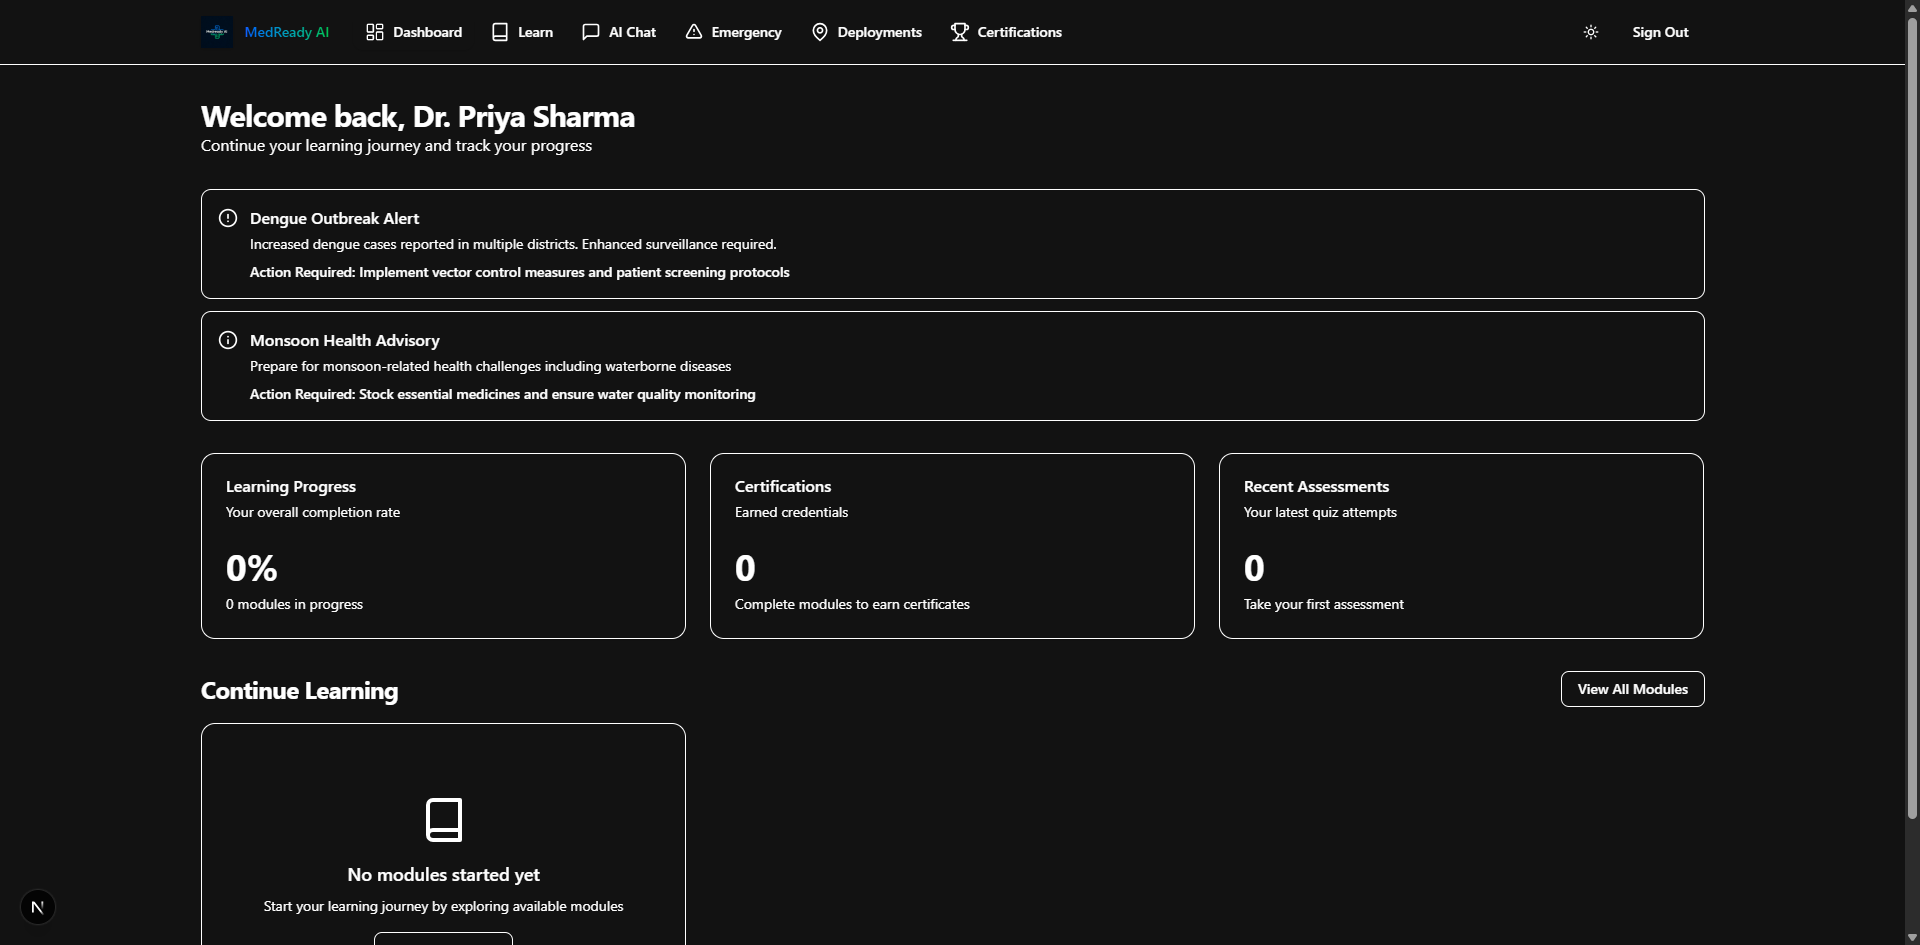 MedReady AI
Dashboard
Learn
AI Chat
Emergency
Deployments
Certifications
Sign Out
Welcome back, Dr. Priya Sharma
Continue your learning journey and track your progress
Dengue Outbreak Alert
Increased dengue cases reported in multiple districts. Enhanced surveillance required.
Action Required: Implement vector control measures and patient screening protocols
Monsoon Health Advisory
Prepare for monsoon-related health challenges including waterborne diseases
Action Required: Stock essential medicines and ensure water quality monitoring
Learning Progress
Your overall completion rate
0%
0 modules in progress
Certifications
Earned credentials
0
Complete modules to earn certificates
Recent Assessments
Your latest quiz attempts
0
Take your first assessment
Continue Learning
View All Modules
No modules started yet
Start your learning journey by exploring available modules
N